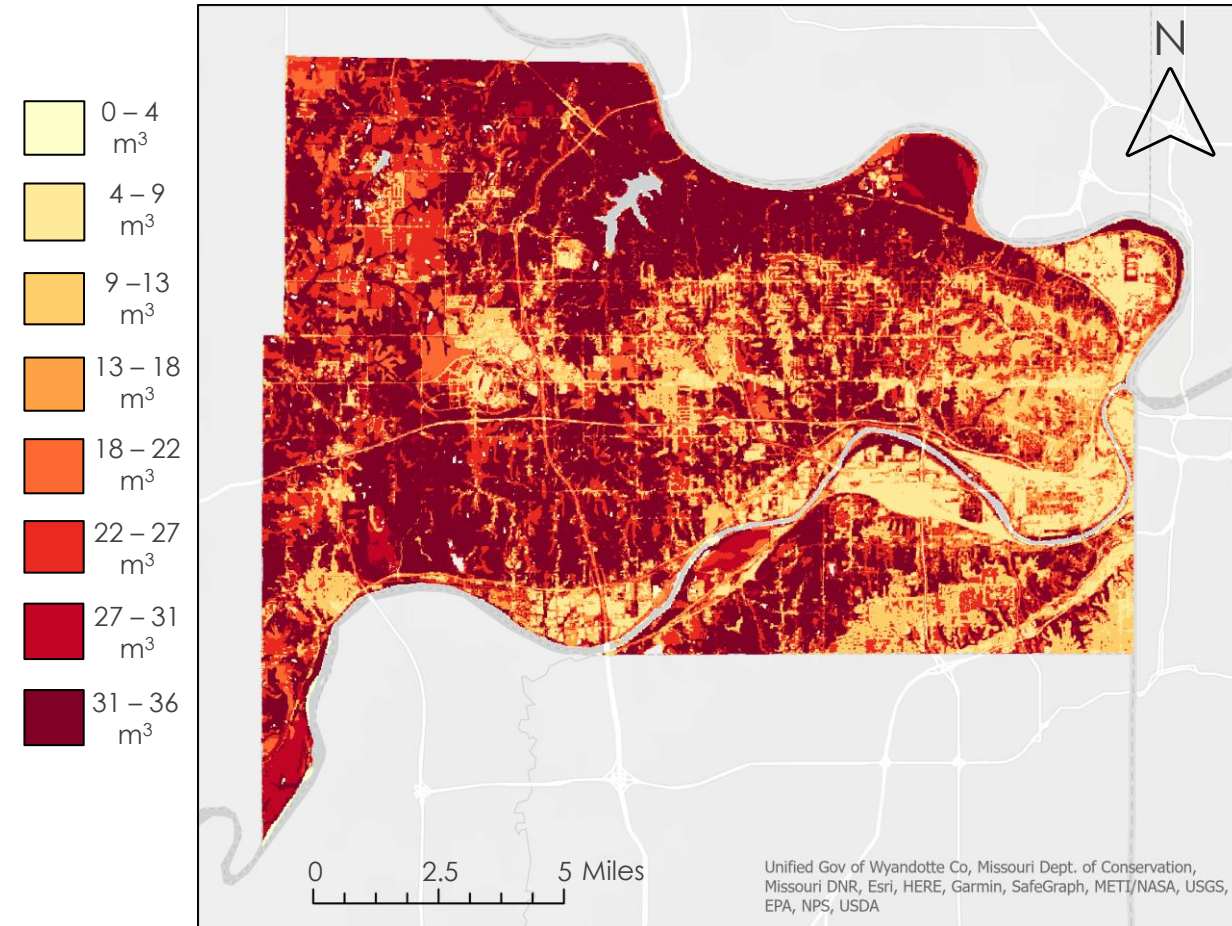 0 – 4
m³
4 – 9
m³
9 –13
m³
13 – 18
m³
18 – 22
m³
22 – 27
m³
27 – 31
m³
31 – 36
m³
N
0 2.5 5 Miles
Unified Gov of Wyandotte Co, Missouri Dept. of Conservation,
Missouri DNR, Esri, HERE, Garmin, SafeGraph, METI/NASA, USGS,
EPA, NPS, USDA